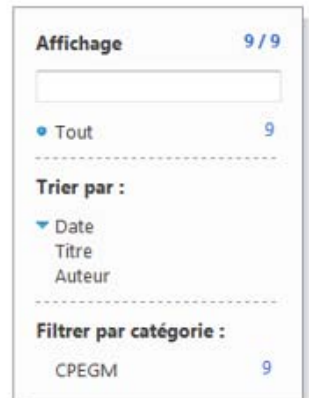 Affichage 9 / 9
Tout 9
Trier par :
Date
Titre
Auteur
Filtrer par catégorie :
CPEGM 9